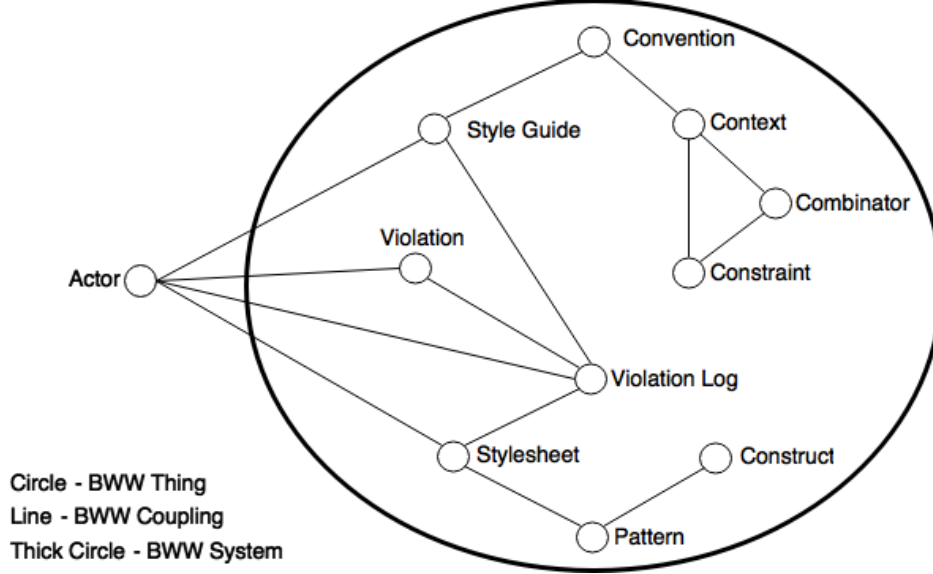 Convention
Context
Style Guide
Combinator
Violation
Constraint
Actor
Violation Log
Stylesheet
Construct
Pattern
Circle - BWW Thing
Line - BWW Coupling
Thick Circle - BWW System